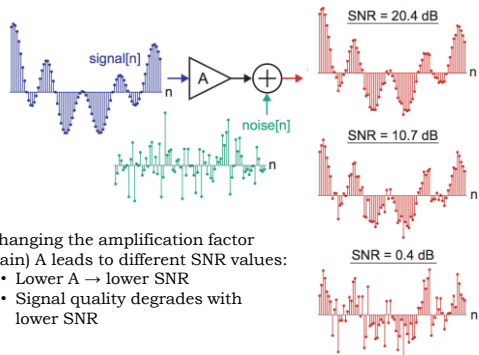 SNR = 20.4 dB
signal[n]
A
n
n
noise[n]
SNR = 10.7 dB
n
n
hanging the amplification factor
ain) A leads to different SNR values:
• Lower A → lower SNR
• Signal quality degrades with
lower SNR
SNR = 0.4 dB
n